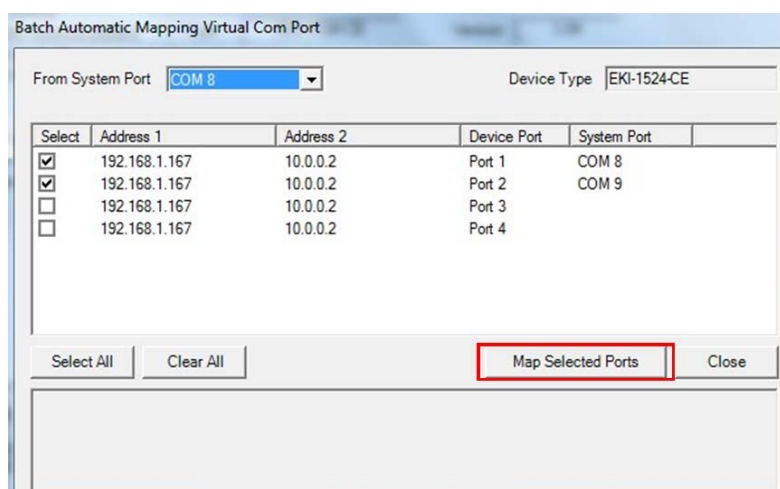 Batch Automatic Mapping Virtual Com Port
From System Port COM 8 Device Type EKI-1524-CE
Select Address 1 Address 2 Device Port System Port
192.168.1.167 10.0.0.2 Port 1 COM 8
192.168.1.167 10.0.0.2 Port 2 COM 9
192.168.1.167 10.0.0.2 Port 3
192.168.1.167 10.0.0.2 Port 4
Select All Clear All Map Selected Ports Close